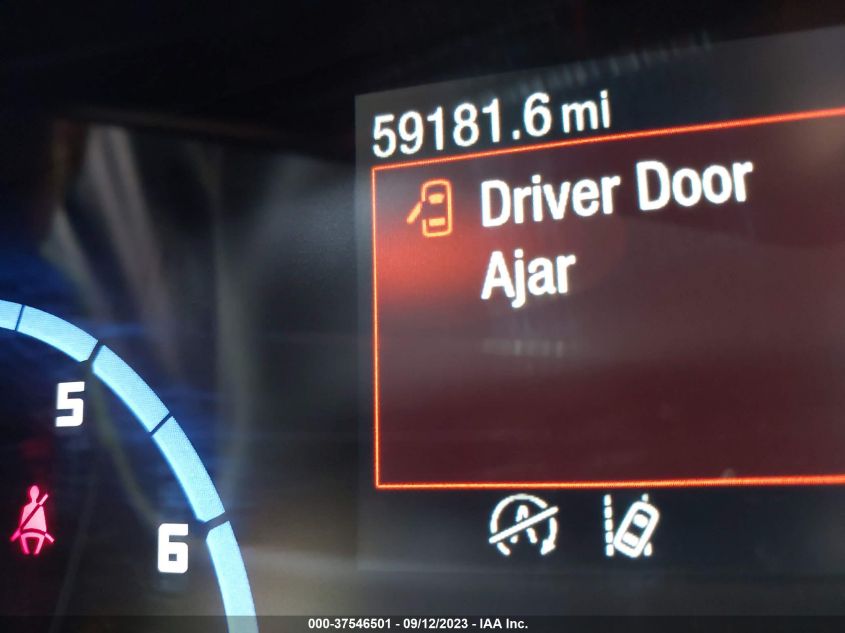 59181.6 mi
Driver Door
Ajar
5
6
A
000-37546501 - 09/12/2023 - IAA Inc.